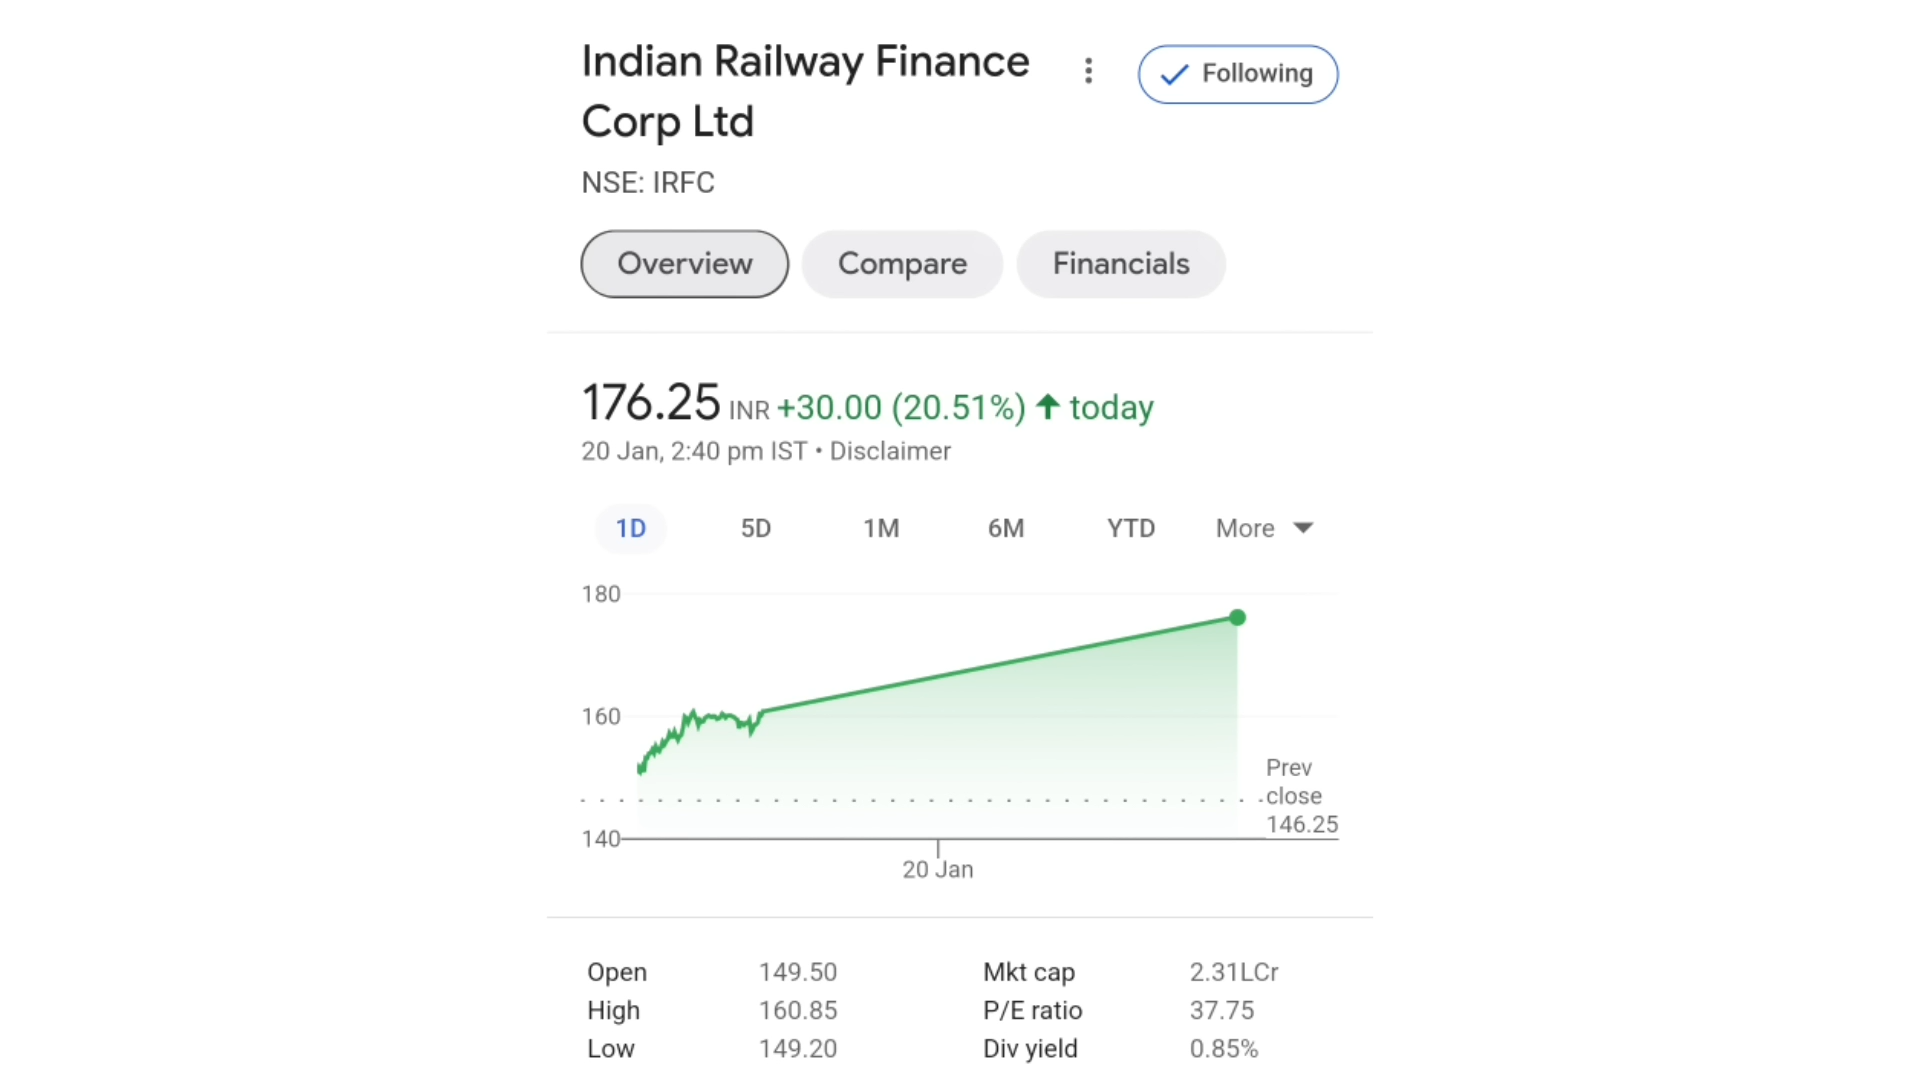 Indian Railway Finance
Corp Ltd
Following
NSE: IRFC
Overview
Compare
Financials
176.25 INR +30.00 (20.51%) ↑ today
20 Jan, 2:40 pm IST • Disclaimer
1D 5D 1M 6M YTD More
180
160
140
Prev
close
146.25
20 Jan
Open 149.50 Mkt cap 2.31LCr
High 160.85 P/E ratio 37.75
Low 149.20 Div yield 0.85%